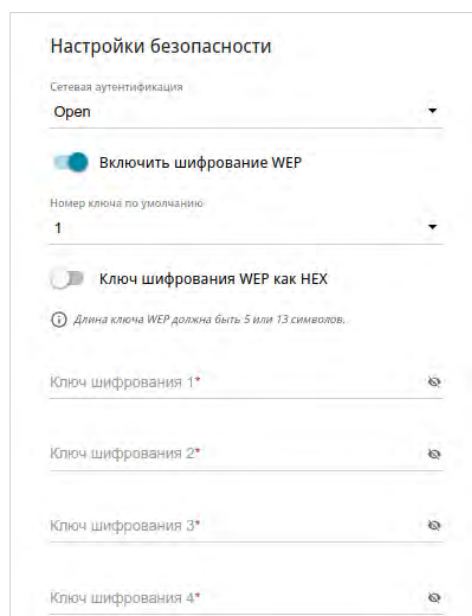 Настройки безопасности
Сетевая аутентификация
Open
Включить шифрование WEP
Номер ключа по умолчанию
1
Ключ шифрования WEP как HEX
Длина ключа WEP должна быть 5 или 13 символов.
Ключ шифрования 1*
Ключ шифрования 2*
Ключ шифрования 3*
Ключ шифрования 4*